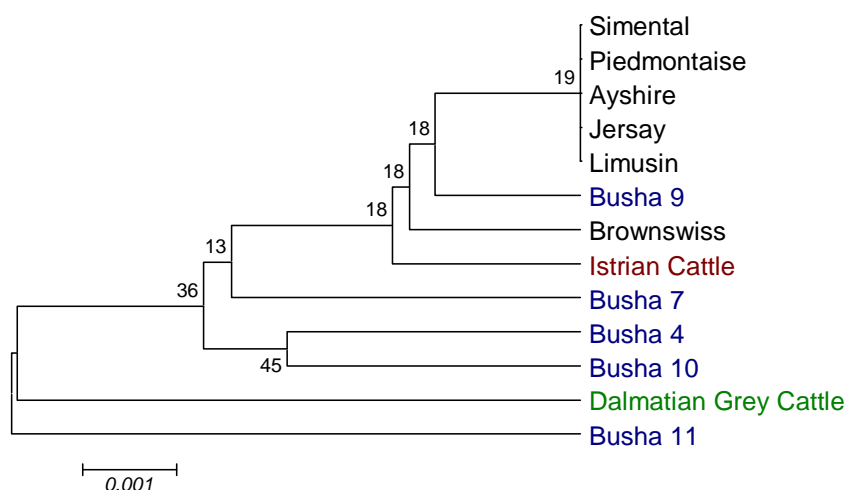 Simental
Piedmontaise
19
Ayshire
Jersay
18
Limusin
18
Busha 9
18
Brownswiss
13
Istrian Cattle
36
Busha 7
Busha 4
45
Busha 10
Dalmatian Grey Cattle
Busha 11
0.001